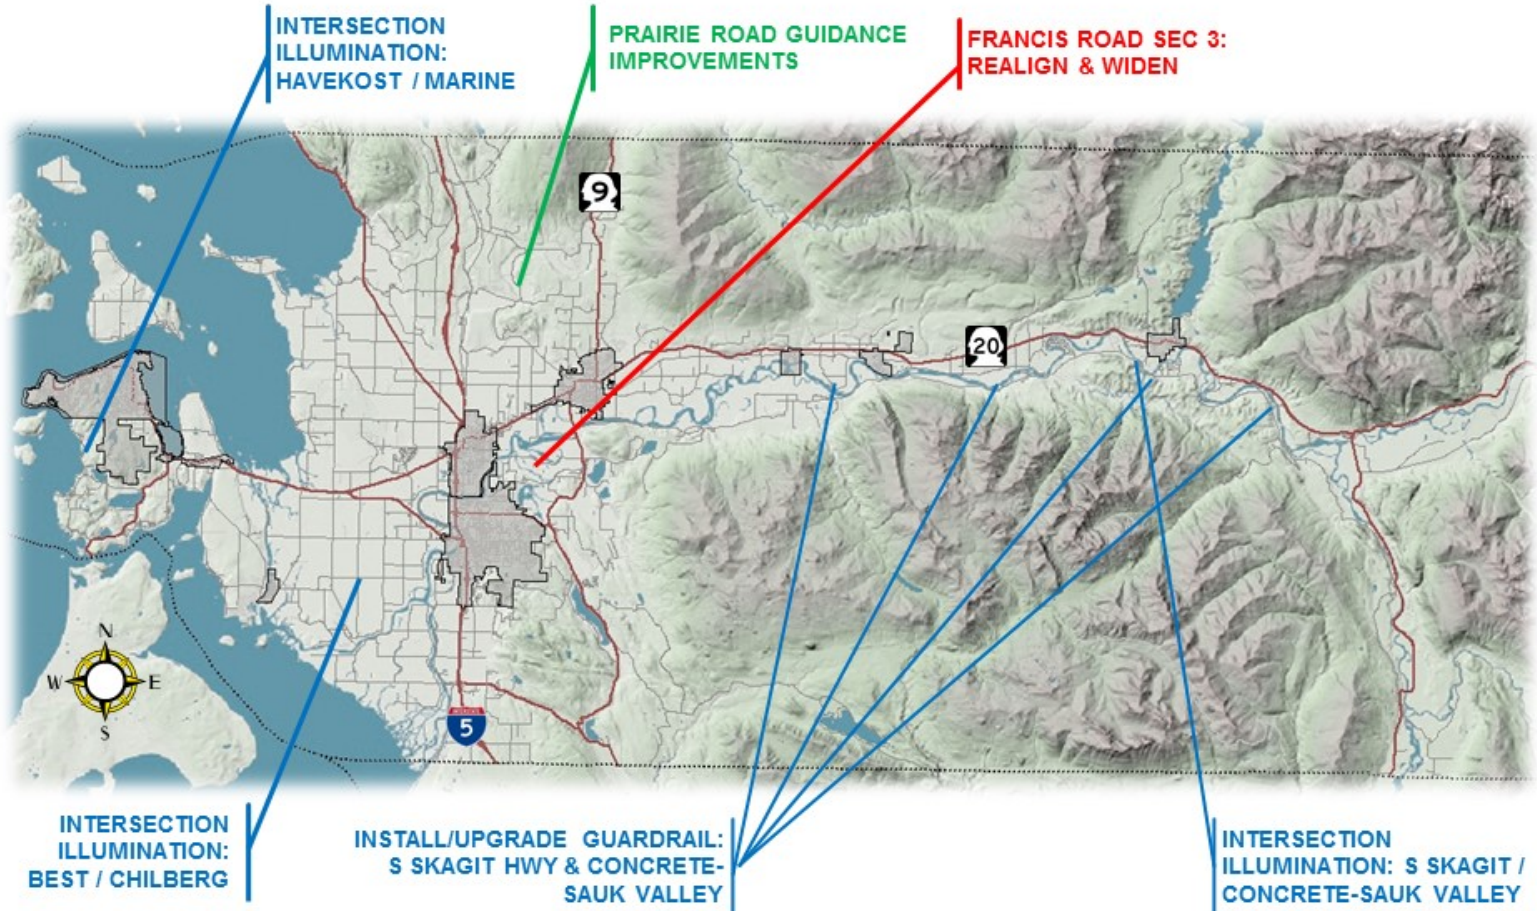 INTERSECTION
ILLUMINATION:
HAVEKOST / MARINE
PRAIRIE ROAD GUIDANCE
IMPROVEMENTS
FRANCIS ROAD SEC 3:
REALIGN & WIDEN
9
20
N
W E
S
INTERSTATE
5
INTERSECTION
ILLUMINATION:
BEST / CHILBERG
INSTALL/UPGRADE GUARDRAIL:
S SKAGIT HWY & CONCRETE-
SAUK VALLEY
INTERSECTION
ILLUMINATION: S SKAGIT /
CONCRETE-SAUK VALLEY